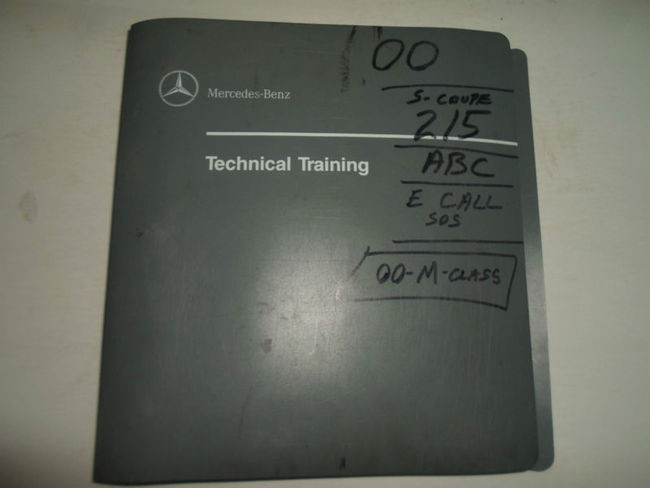 00
S-COUPE
Mercedes-Benz
215
Technical Training
ABC
E CALL
SOS
00-M-CLASS